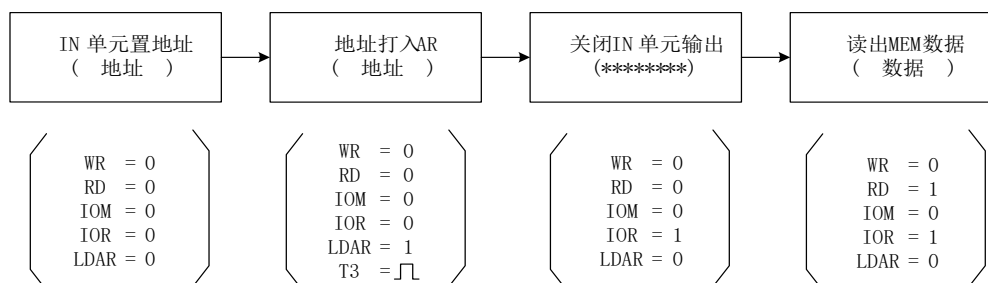 IN 单元置地址
( 地址 )
地址打入AR
( 地址 )
关闭IN 单元输出
(********)
读出MEM数据
( 数据 )
WR = 0
RD = 0
IOM = 0
IOR = 0
LDAR = 0
WR = 0
RD = 0
IOM = 0
IOR = 0
LDAR = 1
T3 =
WR = 0
RD = 0
IOM = 0
IOR = 1
LDAR = 0
WR = 0
RD = 1
IOM = 0
IOR = 1
LDAR = 0